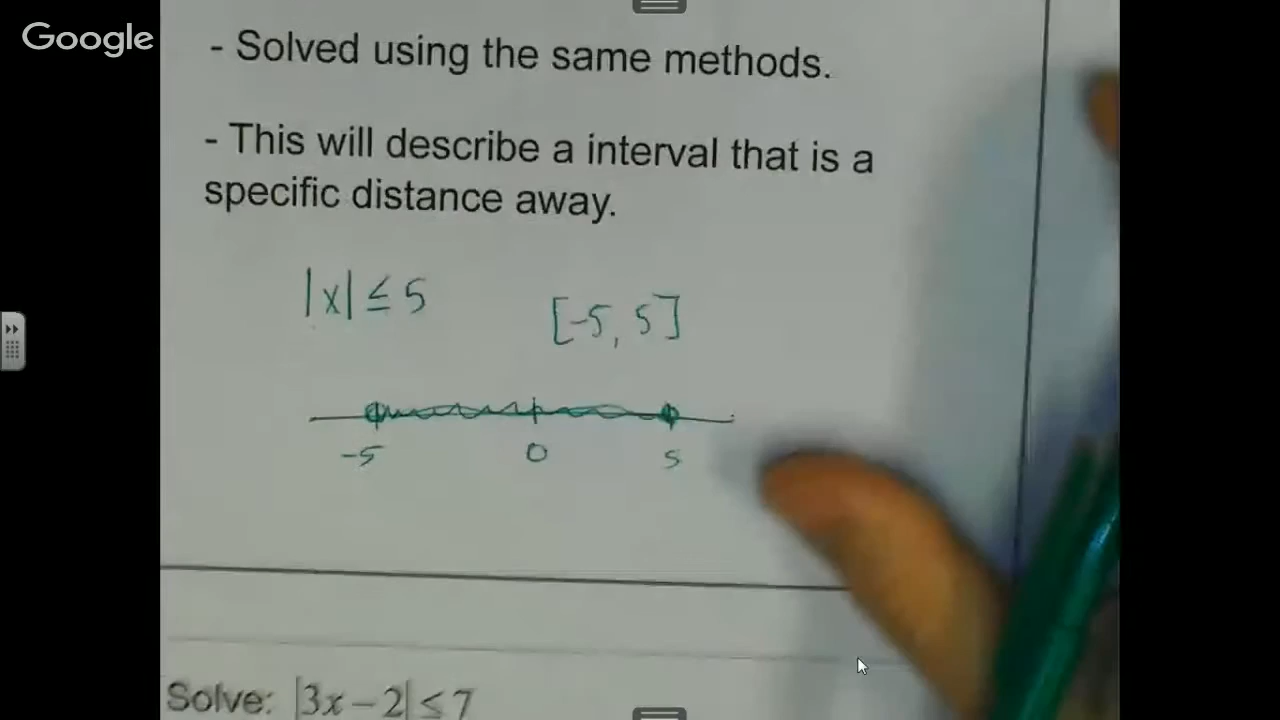 Google
- Solved using the same methods.
- This will describe a interval that is a
specific distance away.
|x| ≤ 5
[-5, 5]
-5 0 5
Solve: |3x − 2| ≤ 7